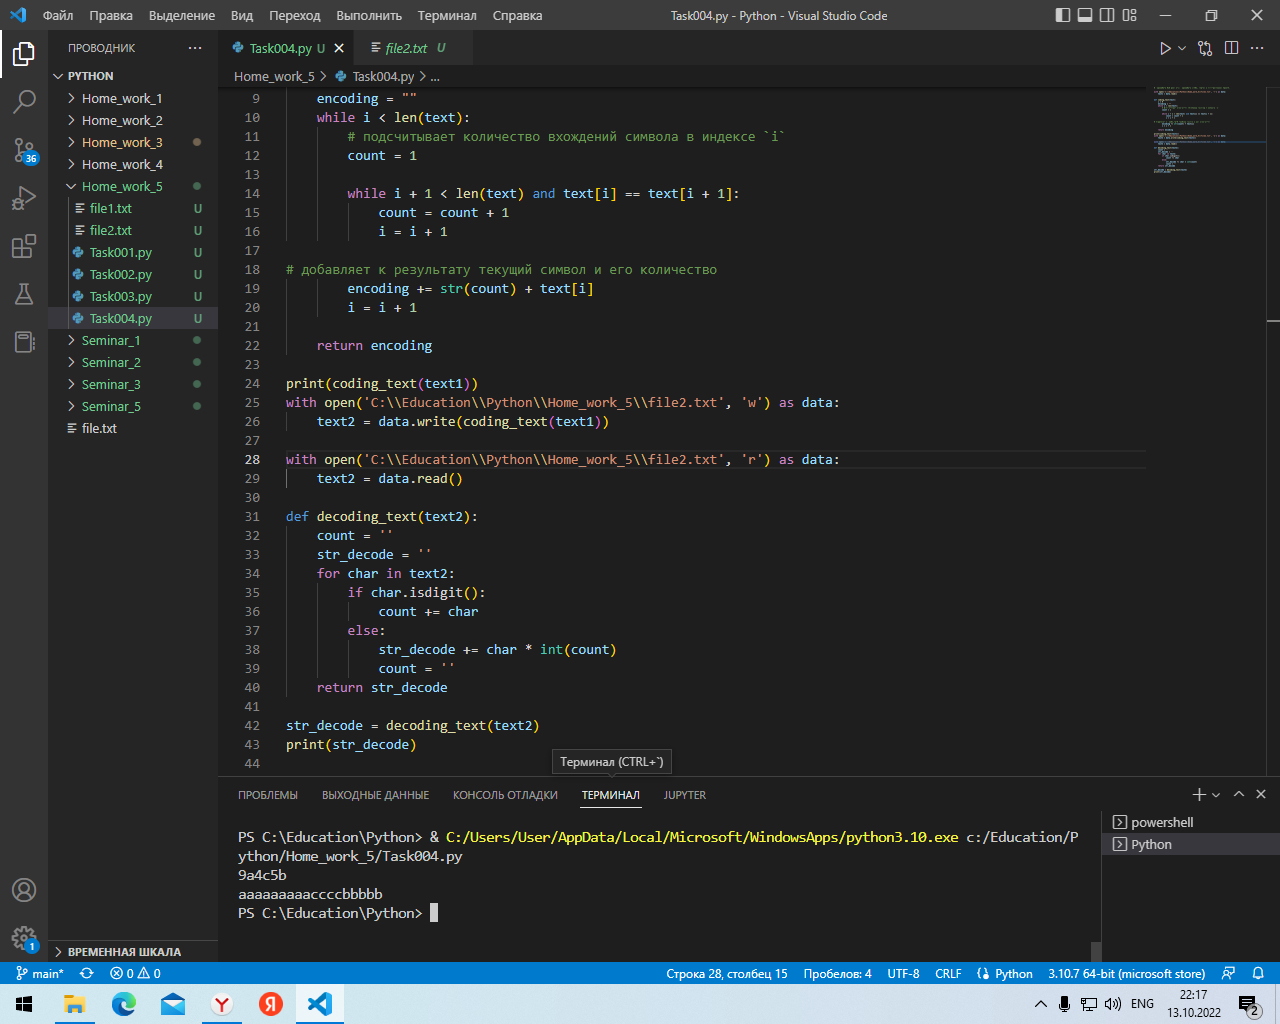 Файл Правка Выделение Вид Переход Выполнить Терминал Справка Task004.py - Python - Visual Studio Code
ПРОВОДНИК
PYTHON
Home_work_1
Home_work_2
Home_work_3
Home_work_4
Home_work_5
file1.txt U
file2.txt U
Task001.py U
Task002.py U
Task003.py U
Task004.py U
Seminar_1
Seminar_2
Seminar_3
Seminar_5
file.txt
ВРЕМЕННАЯ ШКАЛА
36
1
Task004.py U file2.txt U
Home_work_5 > Task004.py > ...
9 encoding = ""
10 while i < len(text):
11 # подсчитывает количество вхождений символа в индексе `i`
12 count = 1
13
14 while i + 1 < len(text) and text[i] == text[i + 1]:
15 count = count + 1
16 i = i + 1
17
18 # добавляет к результату текущий символ и его количество
19 encoding += str(count) + text[i]
20 i = i + 1
21
22 return encoding
23
24 print(coding_text(text1))
25 with open('C:\\Education\\Python\\Home_work_5\\file2.txt', 'w') as data:
26 text2 = data.write(coding_text(text1))
27
28 with open('C:\\Education\\Python\\Home_work_5\\file2.txt', 'r') as data:
29 text2 = data.read()
30
31 def decoding_text(text2):
32 count = ''
33 str_decode = ''
34 for char in text2:
35 if char.isdigit():
36 count += char
37 else:
38 str_decode += char * int(count)
39 count = ''
40 return str_decode
41
42 str_decode = decoding_text(text2)
43 print(str_decode)
44
Терминал (CTRL+`)
ПРОБЛЕМЫ ВЫХОДНЫЕ ДАННЫЕ КОНСОЛЬ ОТЛАДКИ ТЕРМИНАЛ JUPYTER
PS C:\Education\Python> & C:/Users/User/AppData/Local/Microsoft/WindowsApps/python3.10.exe c:/Education/P
ython/Home_work_5/Task004.py
9a4c5b
aaaaaaaaaccccbbbbb
PS C:\Education\Python>
powershell
Python
main* 0 0 Строка 28, столбец 15 Пробелов: 4 UTF-8 CRLF Python 3.10.7 64-bit (microsoft store)
ENG 22:17
13.10.2022 2